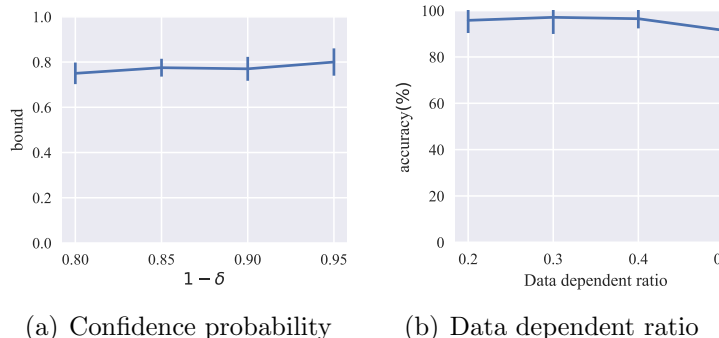 1.0
0.8
0.6
0.4
0.2
0.0
bound
0.80 0.85 0.90 0.95
1 − δ
(a) Confidence probability
100
80
60
40
20
0
accuracy(%)
0.2 0.3 0.4
Data dependent ratio
(b) Data dependent ratio